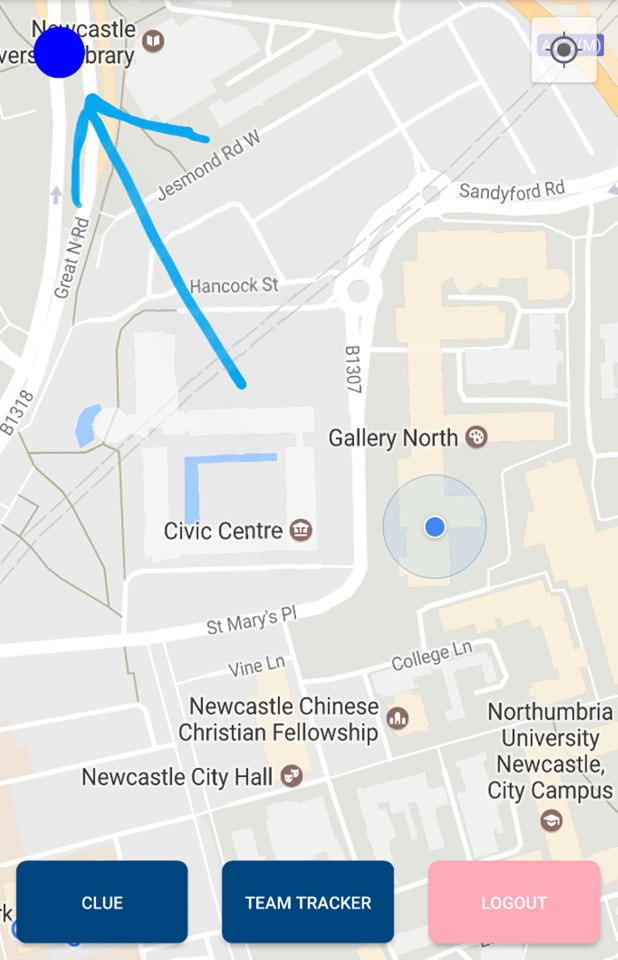 Newcastle
Jesmond Rd W
Sandyford Rd
Great N Rd
Hancock St
B1307
B1318
Gallery North
Civic Centre
St Mary's Pl
Vine Ln
College Ln
Newcastle Chinese
Christian Fellowship
Northumbria
University
Newcastle,
City Campus
Newcastle City Hall
CLUE
TEAM TRACKER
LOGOUT